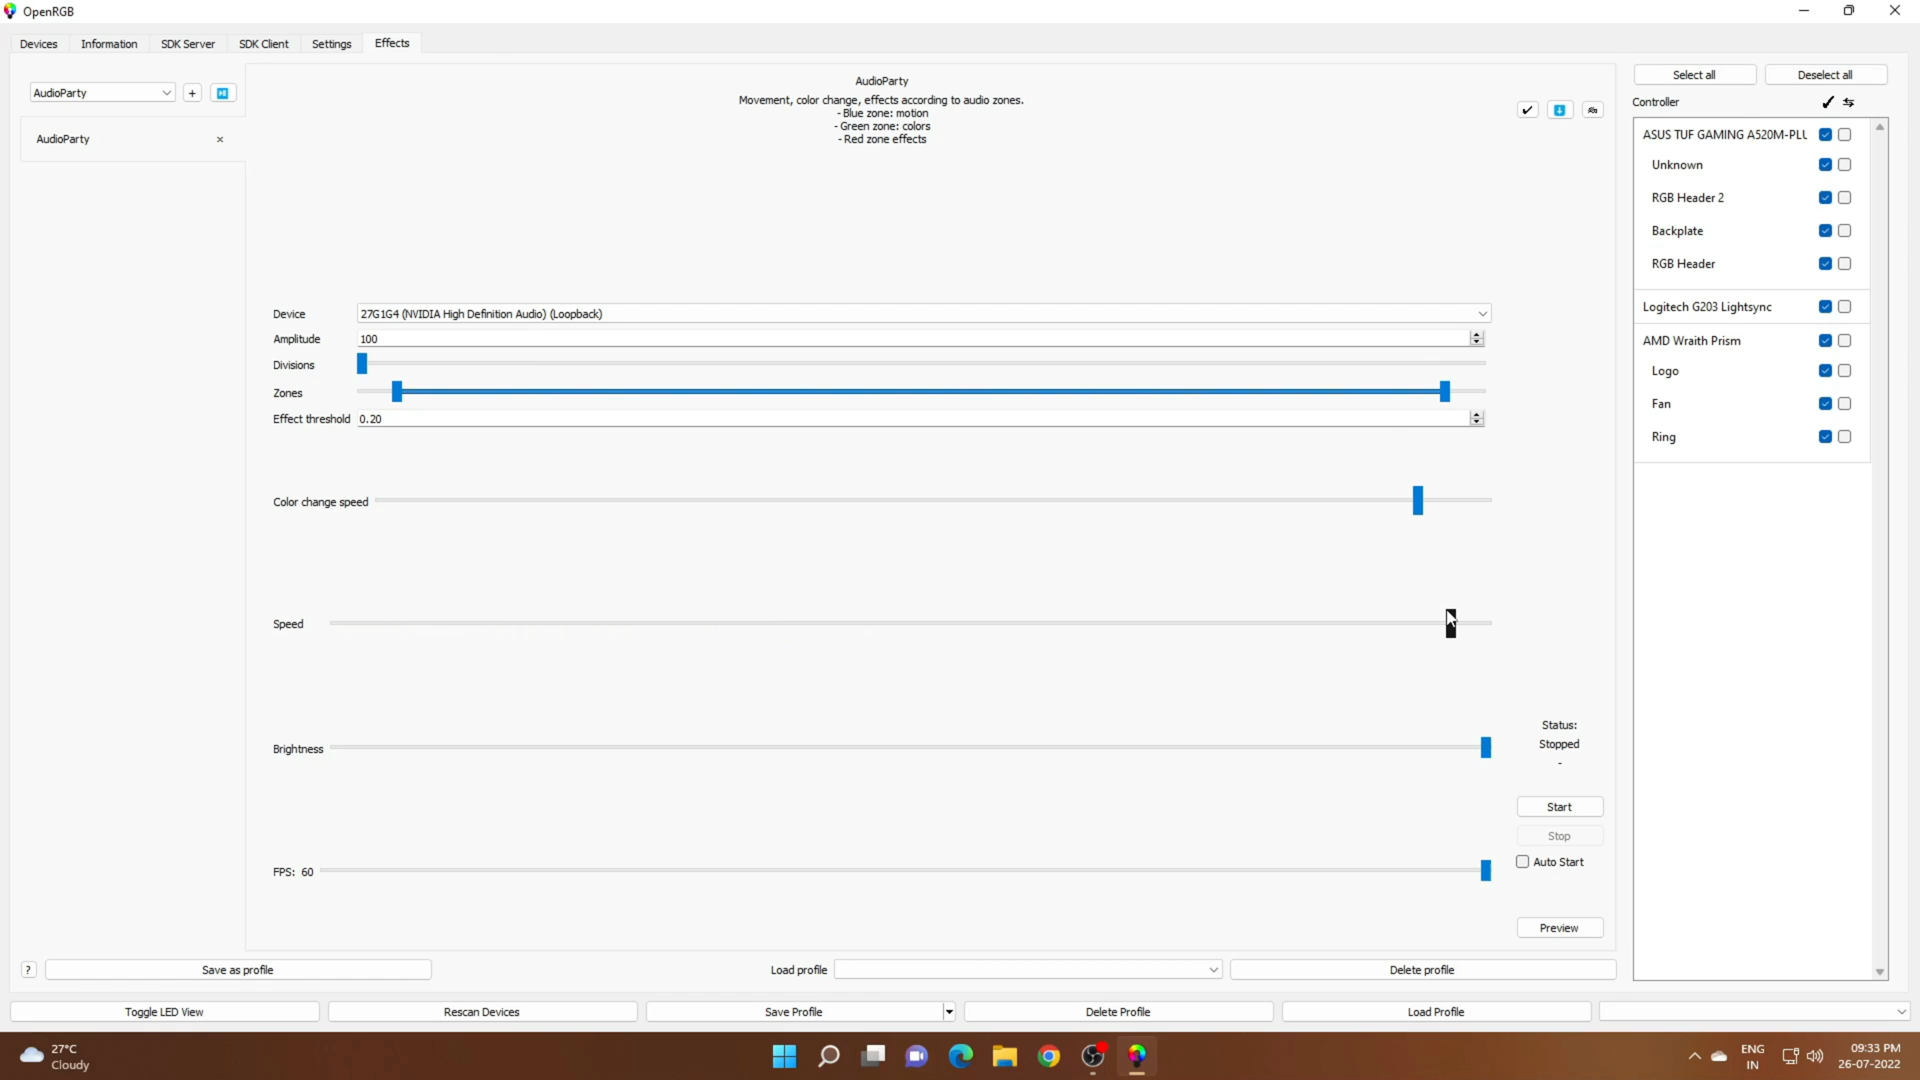 OpenRGB
Devices
Information
SDK Server
SDK Client
Settings
Effects
AudioParty
+
AudioParty
×
AudioParty
Movement, color change, effects according to audio zones.
- Blue zone: motion
- Green zone: colors
- Red zone effects
Select all
Deselect all
Controller
ASUS TUF GAMING A520M-PLU
Unknown
RGB Header 2
Backplate
RGB Header
Logitech G203 Lightsync
AMD Wraith Prism
Logo
Fan
Ring
Device
27G1G4 (NVIDIA High Definition Audio) (Loopback)
Amplitude
100
Divisions
Zones
Effect threshold
0.20
Color change speed
Speed
Brightness
FPS: 60
Status:
Stopped
-
Start
Stop
Auto Start
Preview
?
Save as profile
Load profile
Delete profile
Toggle LED View
Rescan Devices
Save Profile
Delete Profile
Load Profile
27°C
Cloudy
ENG
IN
09:33 PM
26-07-2022